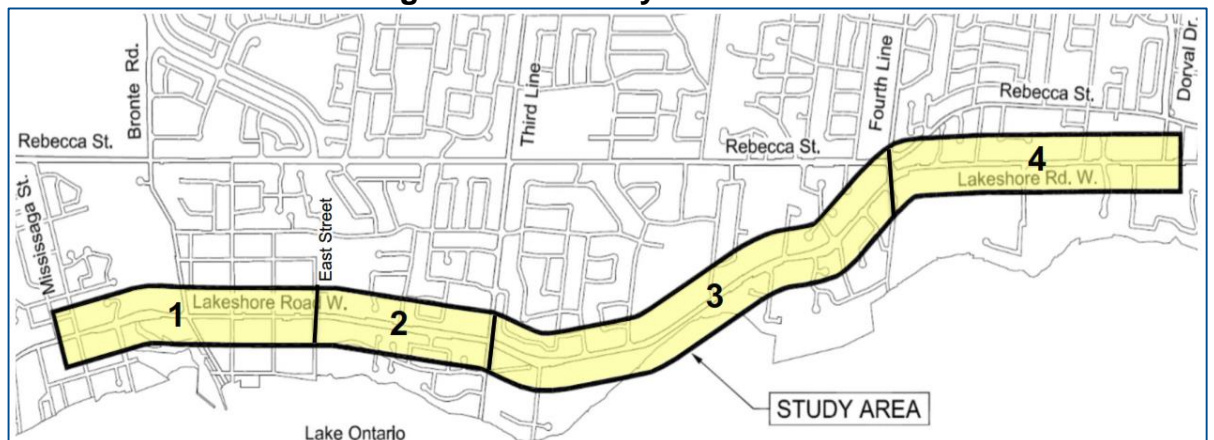 Bronte Rd.
Third Line
Fourth Line
Dorval Dr.
Rebecca St.
Rebecca St.
Rebecca St.
Mississaga St.
East Street
4
Lakeshore Rd. W.
Lakeshore Road W.
1
2
3
STUDY AREA
Lake Ontario